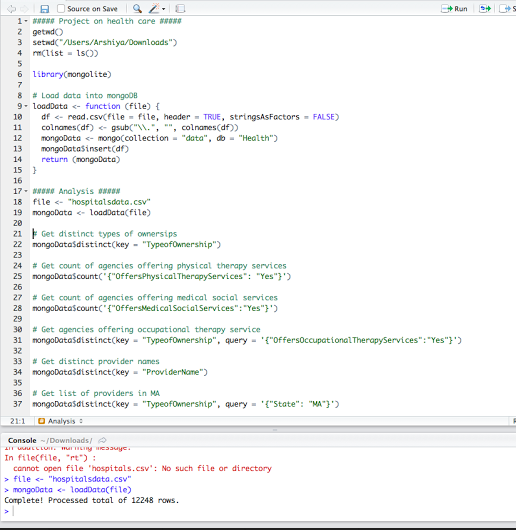 Source on Save
Run
1 ##### Project on health care #####
2 getwd()
3 setwd("/Users/Arshiya/Downloads")
4 rm(list = ls())
5
6 library(mongolite)
7
8 # Load data into mongoDB
9 loadData <- function (file) {
10 df <- read.csv(file = file, header = TRUE, stringsAsFactors = FALSE)
11 colnames(df) <- gsub("\\.", "", colnames(df))
12 mongoData <- mongo(collection = "data", db = "Health")
13 mongoData$insert(df)
14 return (mongoData)
15 }
16
17 ##### Analysis #####
18 file <- "hospitalsdata.csv"
19 mongoData <- loadData(file)
20
21 # Get distinct types of ownersips
22 mongoData$distinct(key = "TypeofOwnership")
23
24 # Get count of agencies offering physical therapy services
25 mongoData$count('{"OffersPhysicalTherapyServices": "Yes"}')
26
27 # Get count of agencies offering medical social services
28 mongoData$count('{"OffersMedicalSocialServices":"Yes"}')
29
30 # Get agencies offering occupational therapy service
31 mongoData$distinct(key = "TypeofOwnership", query = '{"OffersOccupationalTherapyServices":"Yes"}')
32
33 # Get distinct provider names
34 mongoData$distinct(key = "ProviderName")
35
36 # Get list of providers in MA
37 mongoData$distinct(key = "TypeofOwnership", query = '{"State": "MA"}')
21:1 Analysis
Console ~/Downloads/
In addition: Warning message:
In file(file, "rt") :
cannot open file 'hospitals.csv': No such file or directory
> file <- "hospitalsdata.csv"
> mongoData <- loadData(file)
Complete! Processed total of 12248 rows.
>